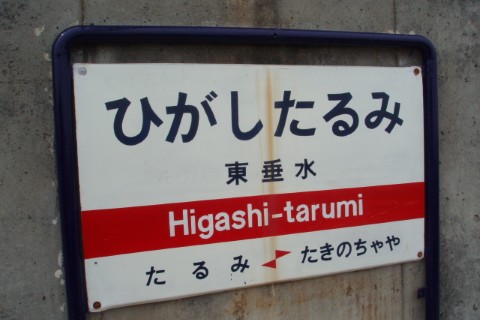 ひがしたるみ
東垂水
Higashi-tarumi
たるみ たきのちゃや